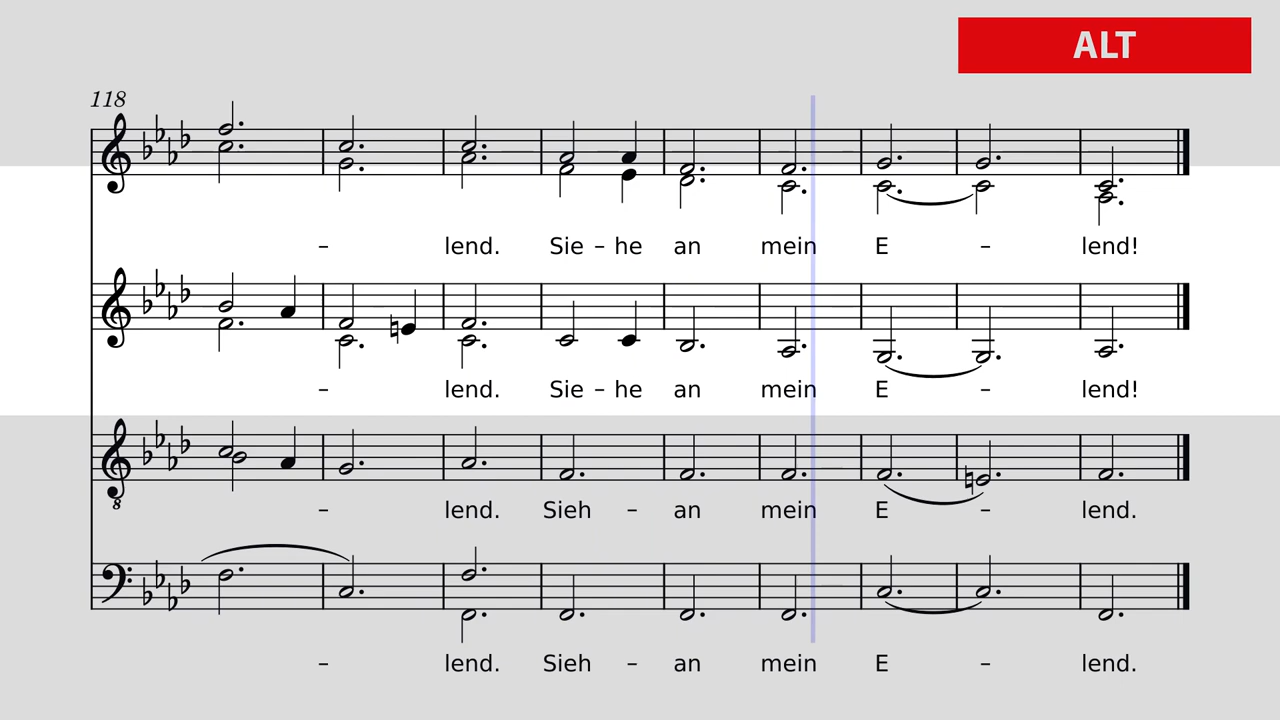 ALT
118
– lend. Sie – he an mein E – lend!
– lend. Sie – he an mein E – lend!
8
– lend. Sieh – an mein E – lend.
– lend. Sieh – an mein E – lend.